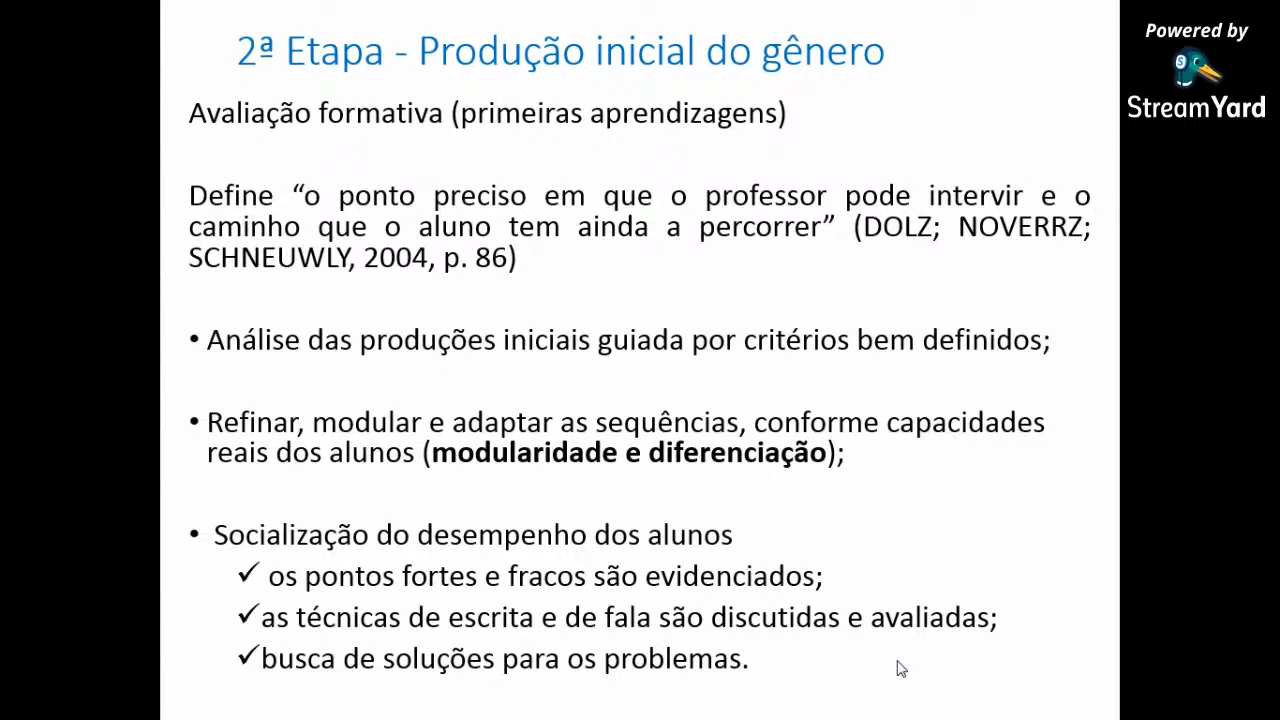 2ª Etapa - Produção inicial do gênero
Powered by
StreamYard
Avaliação formativa (primeiras aprendizagens)
Define “o ponto preciso em que o professor pode intervir e o
caminho que o aluno tem ainda a percorrer” (DOLZ; NOVERRZ;
SCHNEUWLY, 2004, p. 86)
• Análise das produções iniciais guiada por critérios bem definidos;
• Refinar, modular e adaptar as sequências, conforme capacidades
reais dos alunos (modularidade e diferenciação);
• Socialização do desempenho dos alunos
✓ os pontos fortes e fracos são evidenciados;
✓as técnicas de escrita e de fala são discutidas e avaliadas;
✓busca de soluções para os problemas.